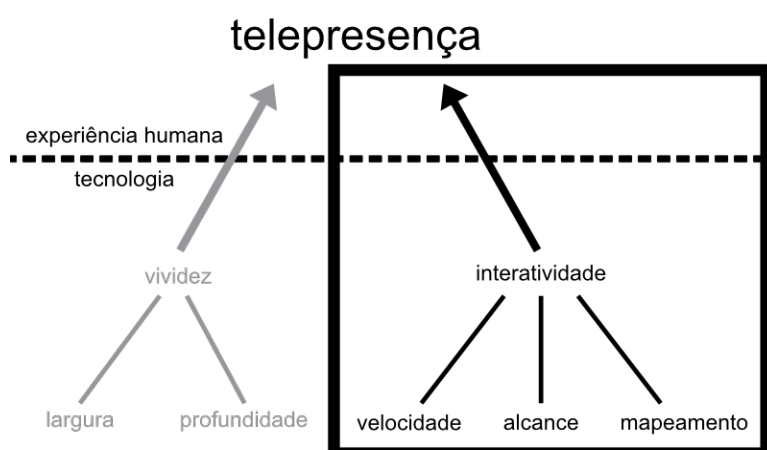 telepresença
experiência humana
tecnologia
vividez
interatividade
largura
profundidade
velocidade
alcance
mapeamento